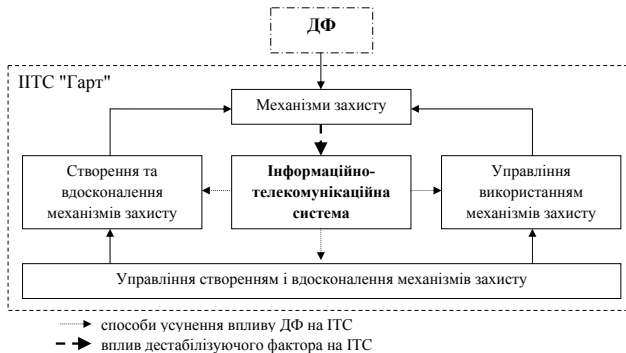 ДФ
ІІТС "Гарт"
Механізми захисту
Створення та
вдосконалення
механізмів захисту
Інформаційно-
телекомунікаційна
система
Управління
використанням
механізмів захисту
Управління створенням і вдосконалення механізмів захисту
способи усунення впливу ДФ на ІТС
вплив дестабілізуючого фактора на ІТС